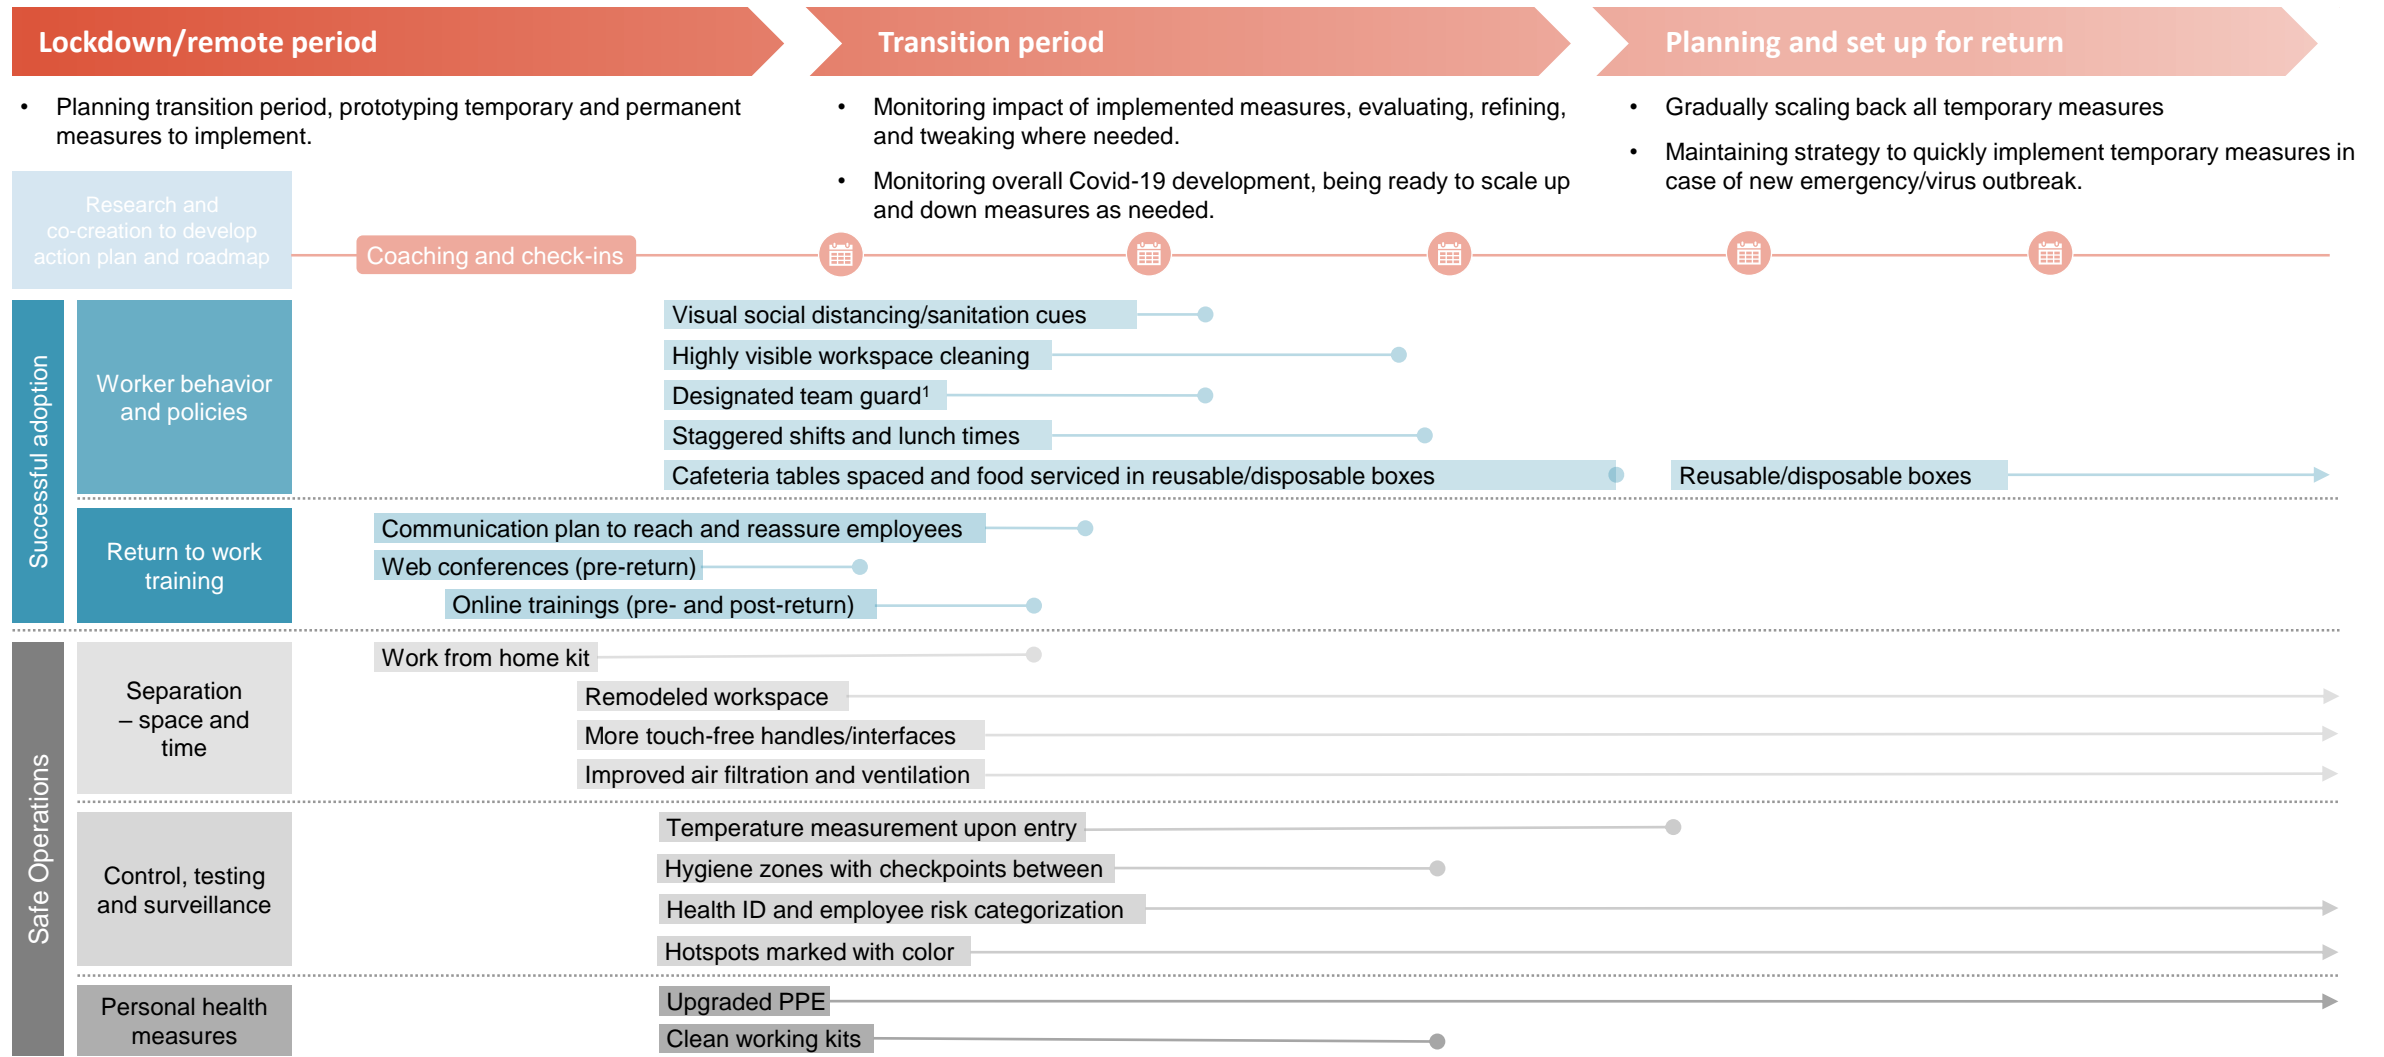 Lockdown/remote period
Transition period
Planning and set up for return
• Planning transition period, prototyping temporary and permanent
measures to implement.
• Monitoring impact of implemented measures, evaluating, refining,
and tweaking where needed.
• Monitoring overall Covid-19 development, being ready to scale up
and down measures as needed.
• Gradually scaling back all temporary measures
• Maintaining strategy to quickly implement temporary measures in
case of new emergency/virus outbreak.
Research and
co-creation to develop
action plan and roadmap
Coaching and check-ins
Successful adoption
Worker behavior
and policies
Visual social distancing/sanitation cues
Highly visible workspace cleaning
Designated team guard¹
Staggered shifts and lunch times
Cafeteria tables spaced and food serviced in reusable/disposable boxes
Reusable/disposable boxes
Return to work
training
Communication plan to reach and reassure employees
Web conferences (pre-return)
Online trainings (pre- and post-return)
Safe Operations
Separation
– space and
time
Work from home kit
Remodeled workspace
More touch-free handles/interfaces
Improved air filtration and ventilation
Control, testing
and surveillance
Temperature measurement upon entry
Hygiene zones with checkpoints between
Health ID and employee risk categorization
Hotspots marked with color
Personal health
measures
Upgraded PPE
Clean working kits